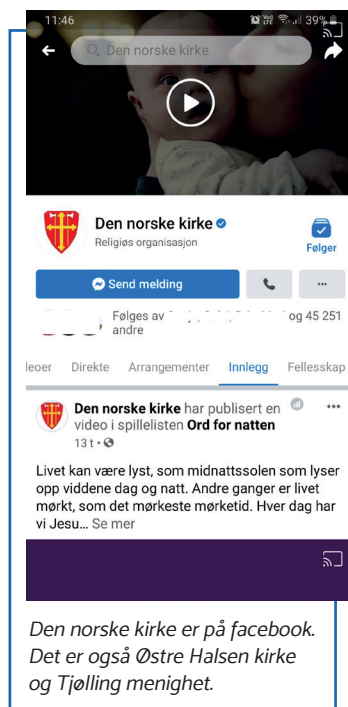 11:46 39%
Den norske kirke
Den norske kirke
Religiøs organisasjon
Følger
Send melding
Følges av og 45 251
andre
leoer Direkte Arrangementer Innlegg Fellesskap
Den norske kirke har publisert en
video i spillelisten Ord for natten
13 t
Livet kan være lyst, som midnattssolen som lyser
opp viddene dag og natt. Andre ganger er livet
mørkt, som det mørkeste mørketid. Hver dag har
vi Jesu... Se mer
Den norske kirke er på facebook.
Det er også Østre Halsen kirke
og Tjølling menighet.